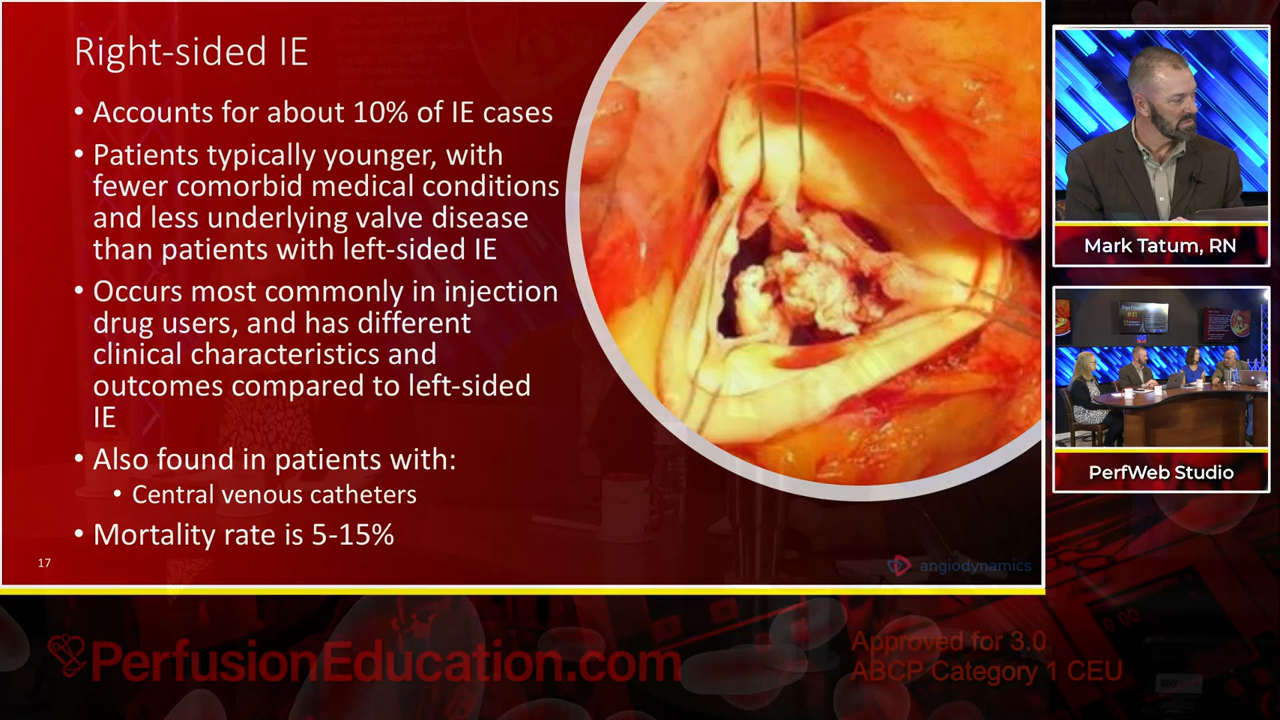 Right-sided IE
• Accounts for about 10% of IE cases
• Patients typically younger, with
fewer comorbid medical conditions
and less underlying valve disease
than patients with left-sided IE
• Occurs most commonly in injection
drug users, and has different
clinical characteristics and
outcomes compared to left-sided
IE
• Also found in patients with:
• Central venous catheters
• Mortality rate is 5-15%
17
angiodynamics
Mark Tatum, RN
PerfWeb Studio
PerfusionEducation.com
Approved for 3.0
ABCP Category 1 CEU